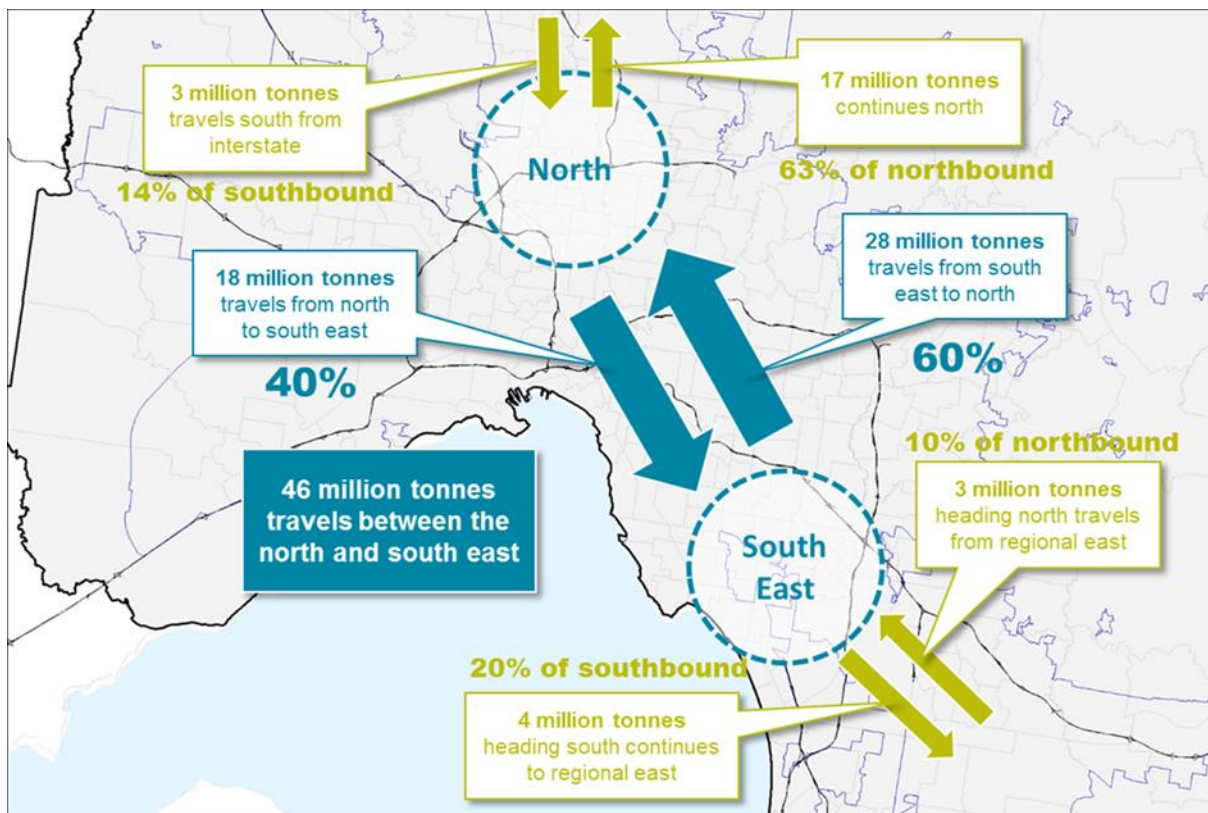 3 million tonnes
travels south from
interstate
14% of southbound
North
17 million tonnes
continues north
63% of northbound
18 million tonnes
travels from north
to south east
40%
28 million tonnes
travels from south
east to north
60%
46 million tonnes
travels between the
north and south east
10% of northbound
3 million tonnes
heading north travels
from regional east
South
East
20% of southbound
4 million tonnes
heading south continues
to regional east